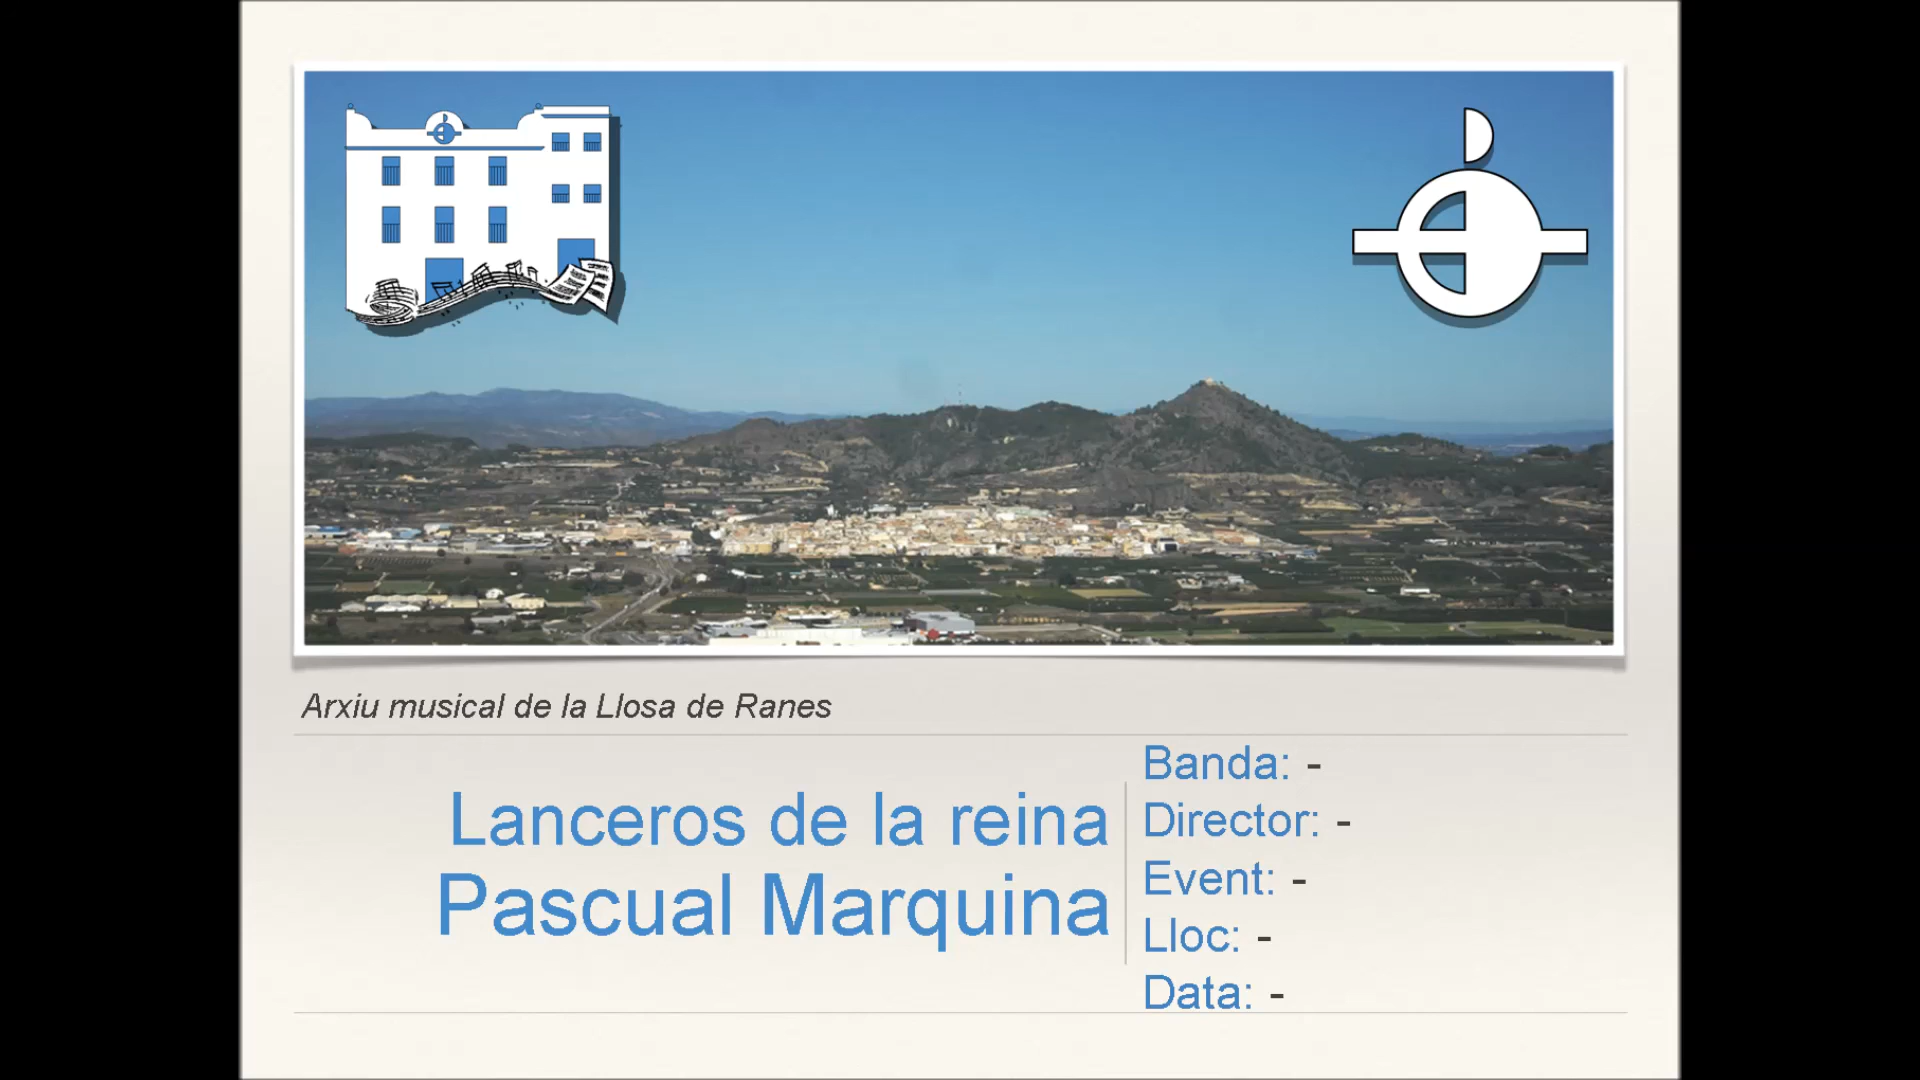 Arxiu musical de la Llosa de Ranes
Lanceros de la reina
Pascual Marquina
Banda: -
Director: -
Event: -
Lloc: -
Data: -